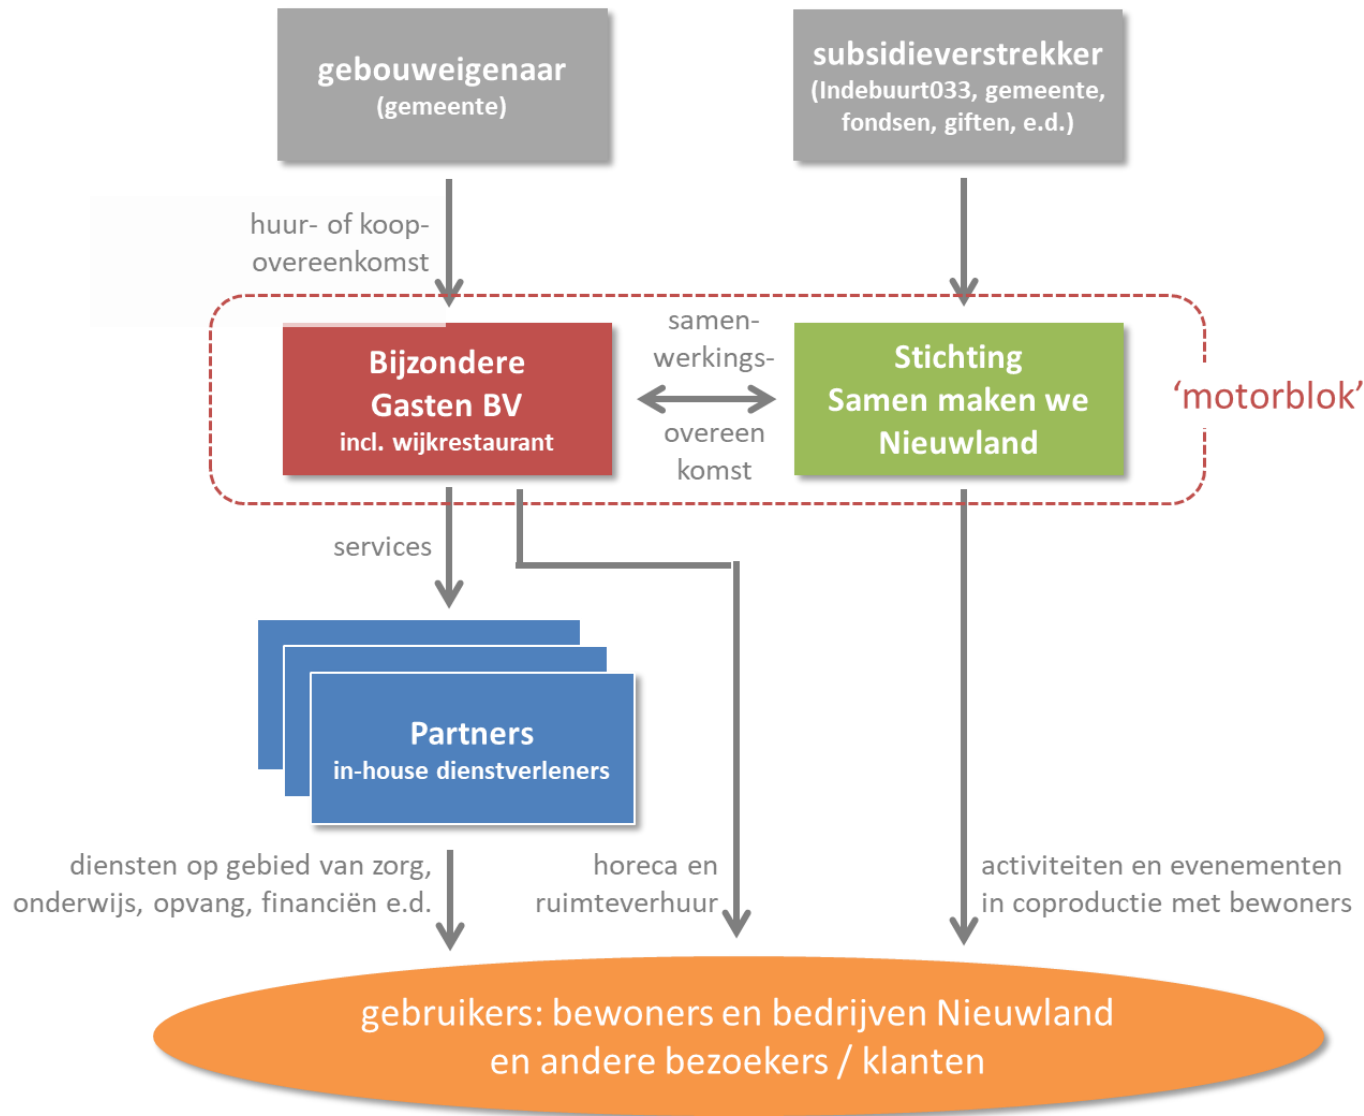 gebouweigenaar
(gemeente)
subsidieverstrekker
(Indebuurt033, gemeente,
fondsen, giften, e.d.)
huur- of koop-
overeenkomst
Bijzondere
Gasten BV
incl. wijkrestaurant
samen-
werkings-
overeen
komst
Stichting
Samen maken we
Nieuwland
‘motorblok’
services
Partners
in-house dienstverleners
diensten op gebied van zorg,
onderwijs, opvang, financiën e.d.
horeca en
ruimteverhuur
activiteiten en evenementen
in coproductie met bewoners
gebruikers: bewoners en bedrijven Nieuwland
en andere bezoekers / klanten